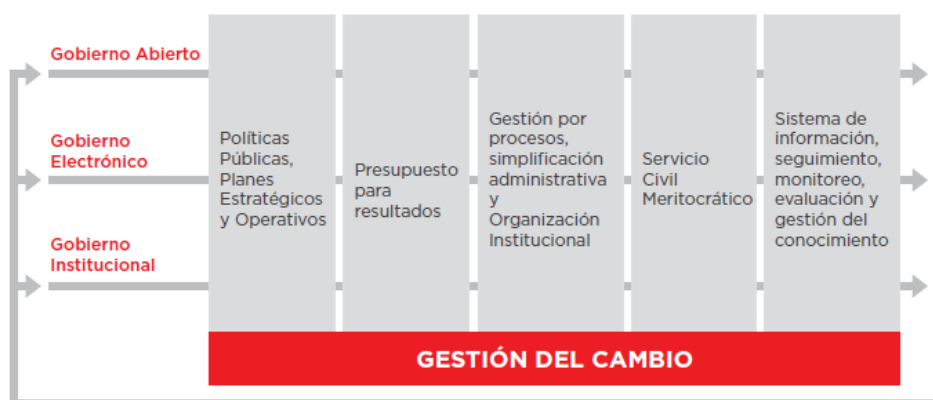 Gobierno Abierto
Gobierno
Electrónico
Gobierno
Institucional
Políticas
Públicas,
Planes
Estratégicos
y Operativos
Presupuesto
para
resultados
Gestión por
procesos,
simplificación
administrativa
y
Organización
Institucional
Servicio
Civil
Meritocrático
Sistema de
información,
seguimiento,
monitoreo,
evaluación y
gestión del
conocimiento
GESTIÓN DEL CAMBIO